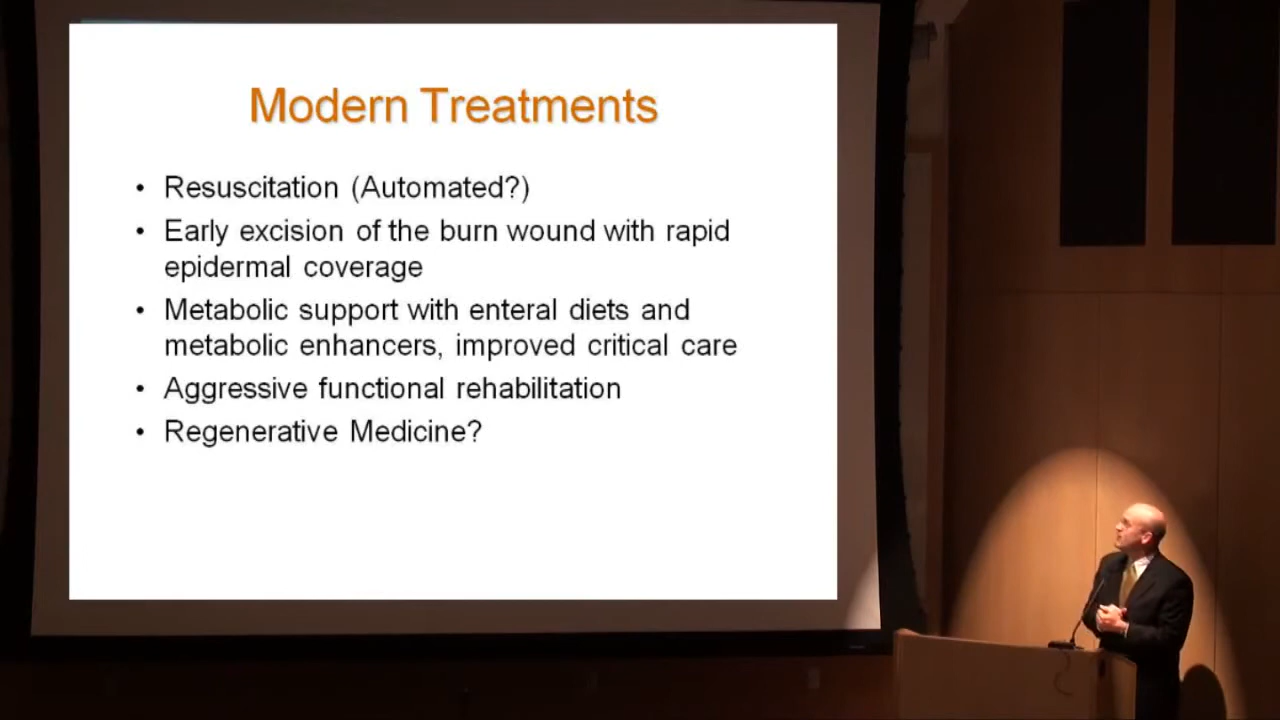 Modern Treatments
• Resuscitation (Automated?)
• Early excision of the burn wound with rapid
epidermal coverage
• Metabolic support with enteral diets and
metabolic enhancers, improved critical care
• Aggressive functional rehabilitation
• Regenerative Medicine?